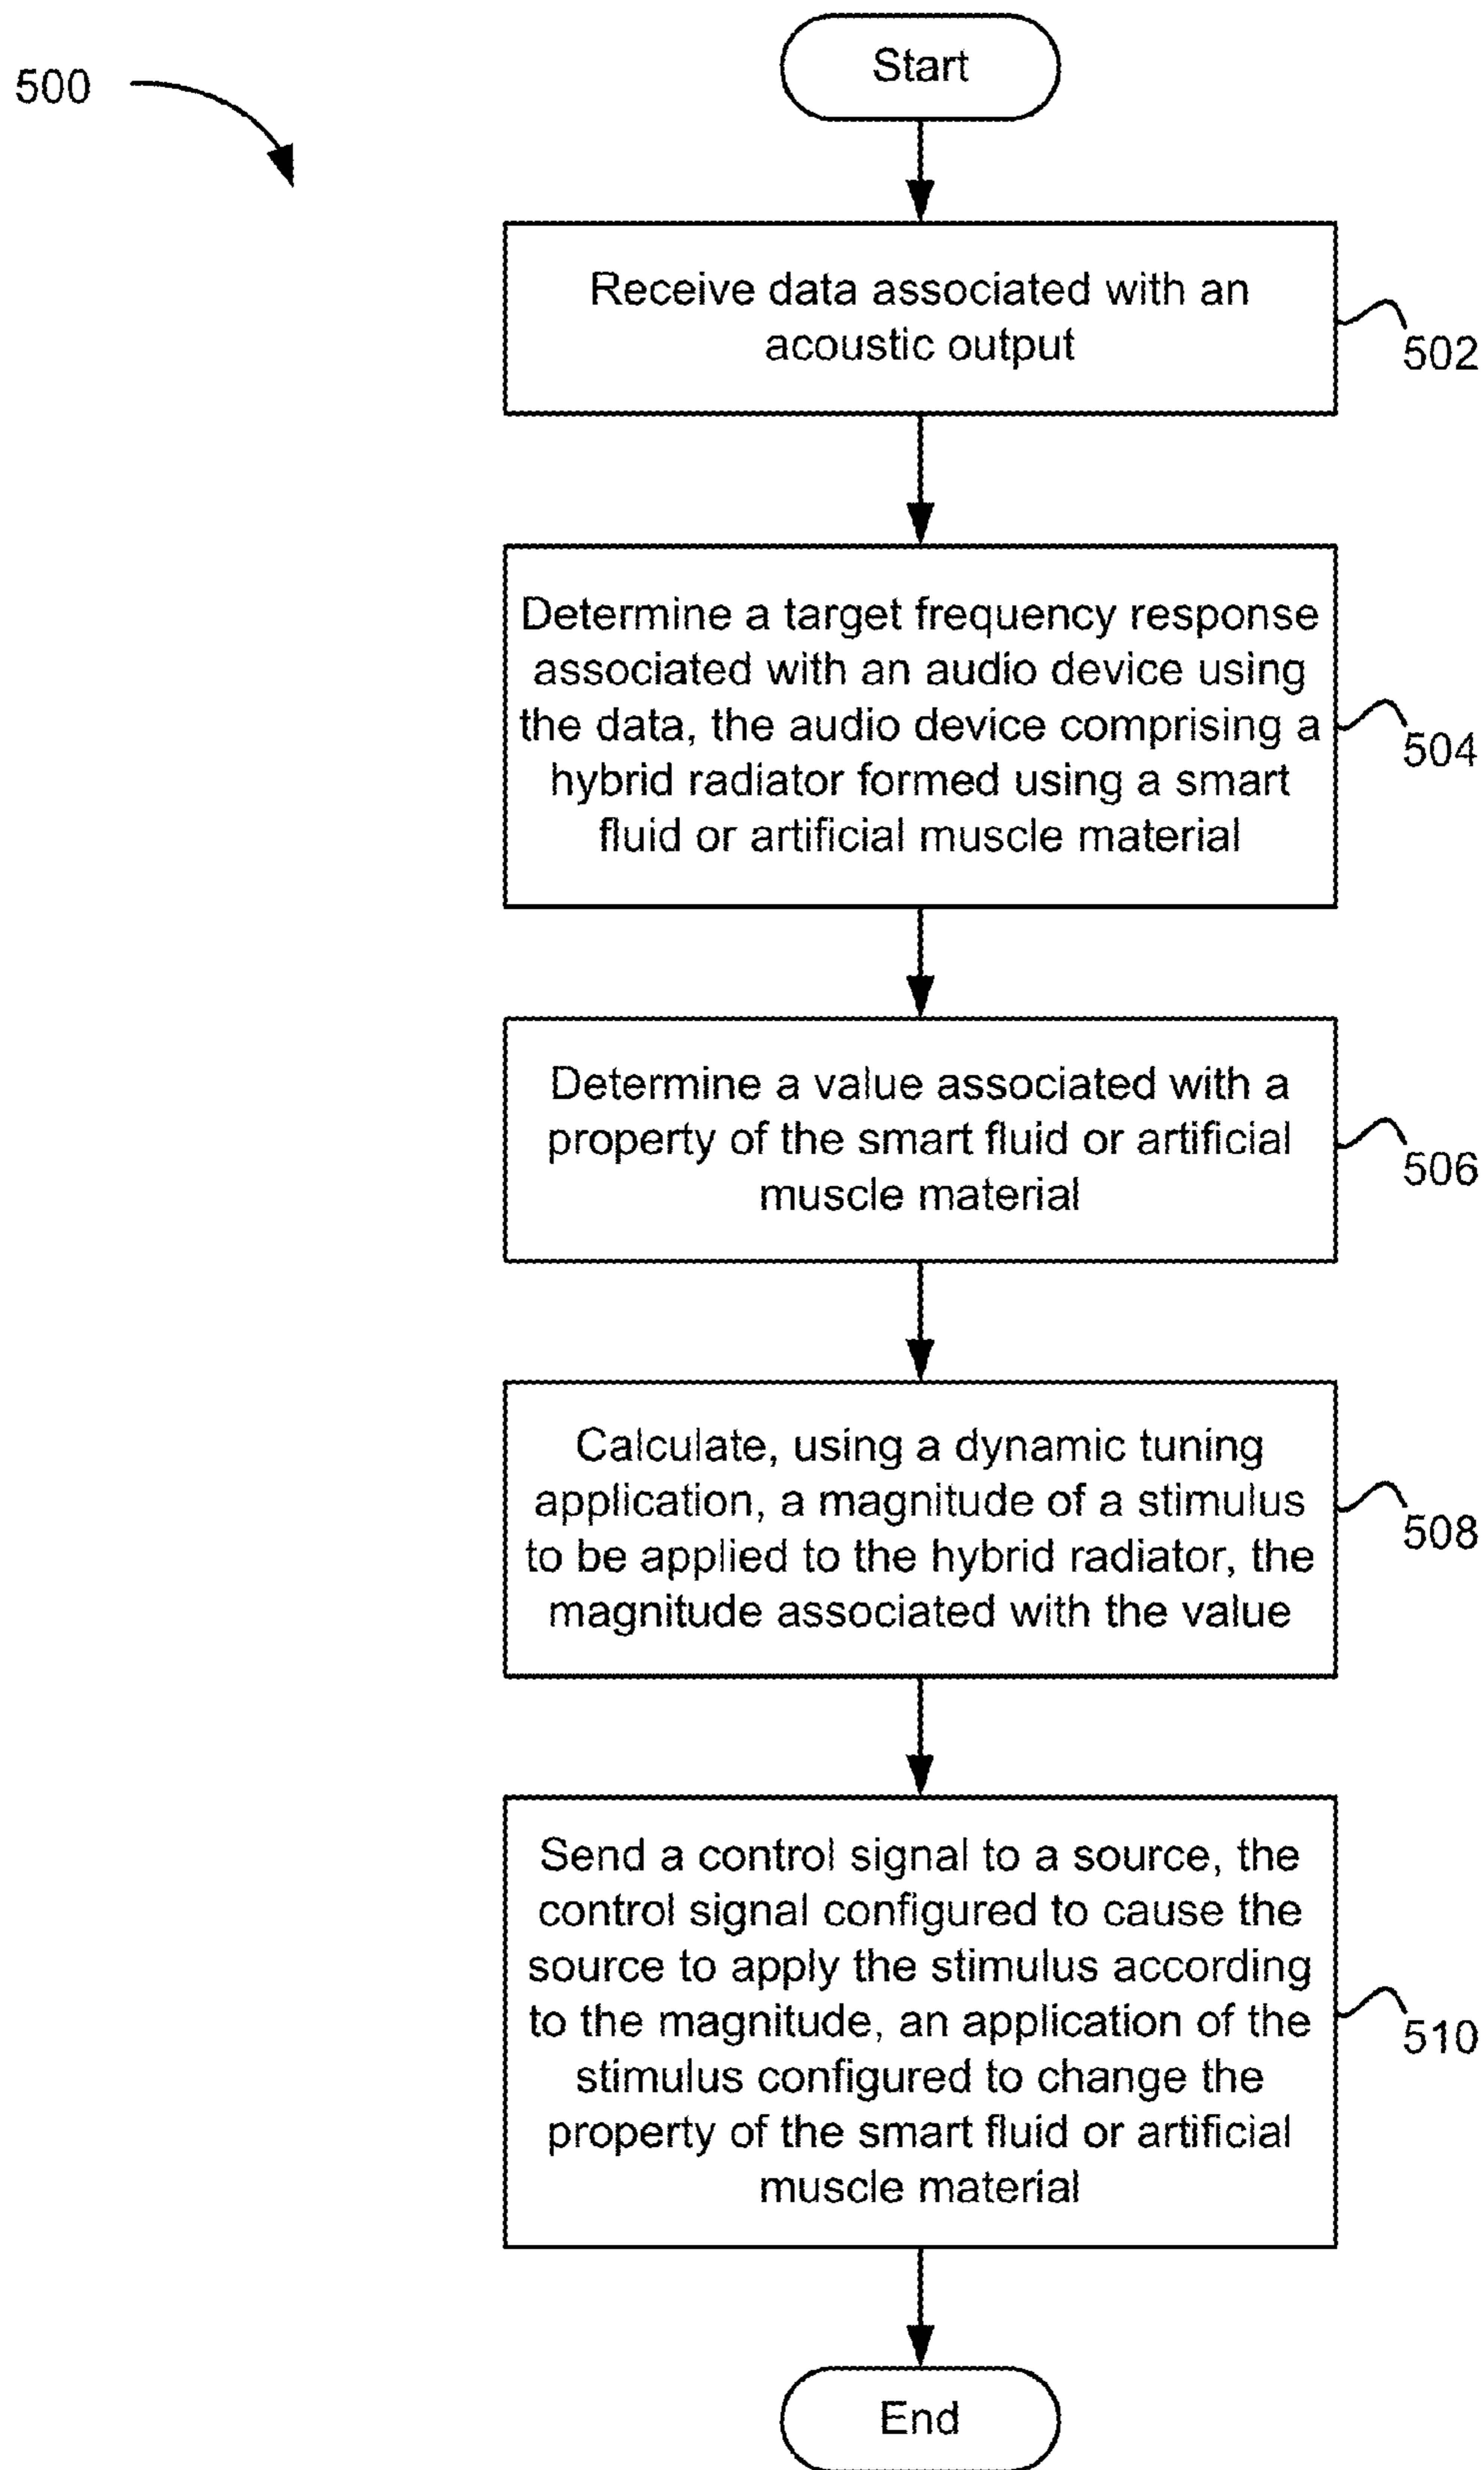 Start
500
Receive data associated with an
acoustic output
502
Determine a target frequency response
associated with an audio device using
the data, the audio device comprising a
hybrid radiator formed using a smart
fluid or artificial muscle material
504
Determine a value associated with a
property of the smart fluid or artificial
muscle material
506
Calculate, using a dynamic tuning
application, a magnitude of a stimulus
to be applied to the hybrid radiator, the
magnitude associated with the value
508
Send a control signal to a source, the
control signal configured to cause the
source to apply the stimulus according
to the magnitude, an application of the
stimulus configured to change the
property of the smart fluid or artificial
muscle material
510
End